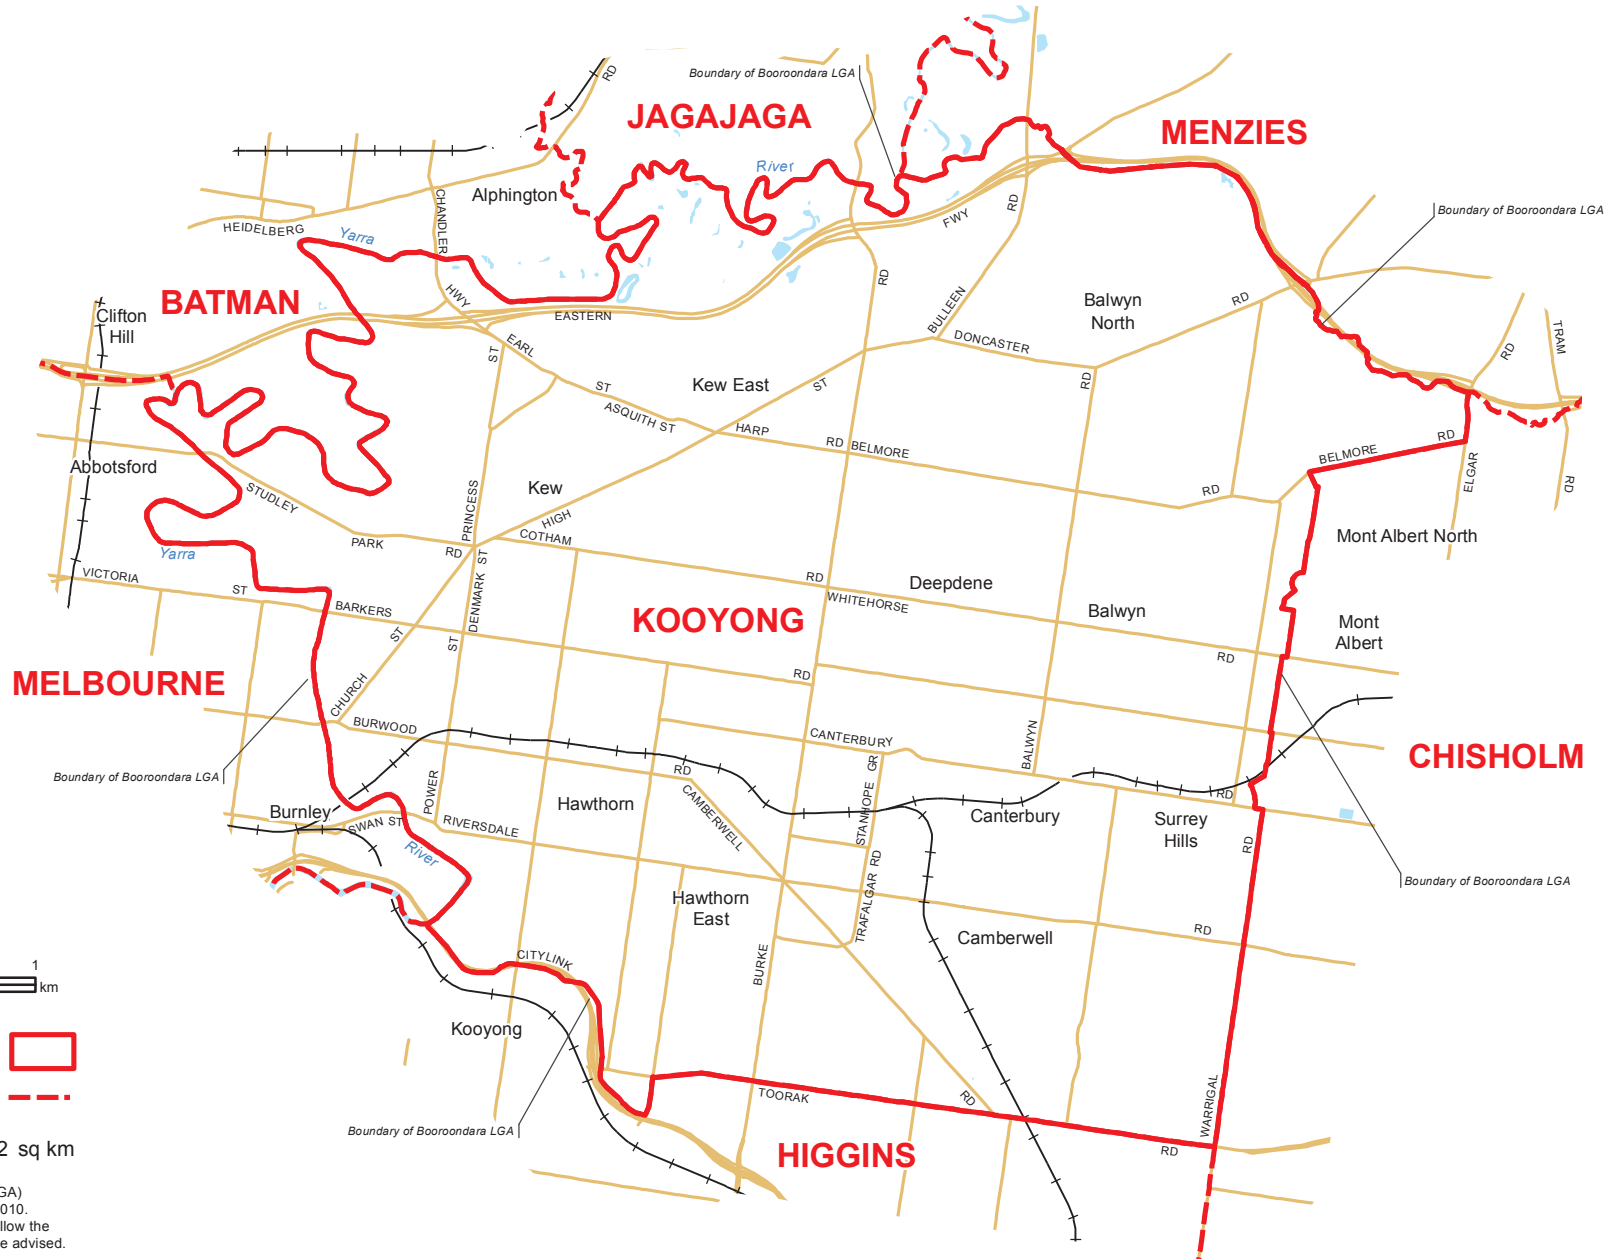 RD
Boundary of Booroondara LGA
JAGAJAGA
MENZIES
River
Alphington
CHANDLER
HEIDELBERG
Yarra
FWY
RD
Boundary of Booroondara LGA
BATMAN
HWY
RD
Balwyn
North
RD
Clifton
Hill
EASTERN
BULLEEN
EARL
ST
DONCASTER
RD
TRAM
Kew East
ST
ST
RD
ASQUITH ST
HARP
RD
BELMORE
RD
BELMORE
Abbotsford
STUDLEY
PRINCESS
Kew
RD
ELGAR
RD
HIGH
COTHAM
Mont Albert North
PARK
RD
Yarra
VICTORIA
ST
BARKERS
DENMARK ST
RD
WHITEHORSE
Deepdene
Balwyn
KOOYONG
Mont
Albert
ST
ST
RD
RD
MELBOURNE
CHURCH
BURWOOD
CANTERBURY
BALWYN
CHISHOLM
Boundary of Booroondara LGA
RD
GR
POWER
RD
Burnley
Hawthorn
CAMBERWELL
STANHOPE
Canterbury
Surrey
Hills
SWAN ST
RIVERSDALE
River
RD
TRAFALGAR RD
Boundary of Booroondara LGA
Hawthorn
East
Camberwell
RD
CITYLINK
BURKE
1
km
Kooyong
TOORAK
RD
WARRIGAL
Boundary of Booroondara LGA
HIGGINS
RD
2 sq km
GA)
010.
llow the
e advised.